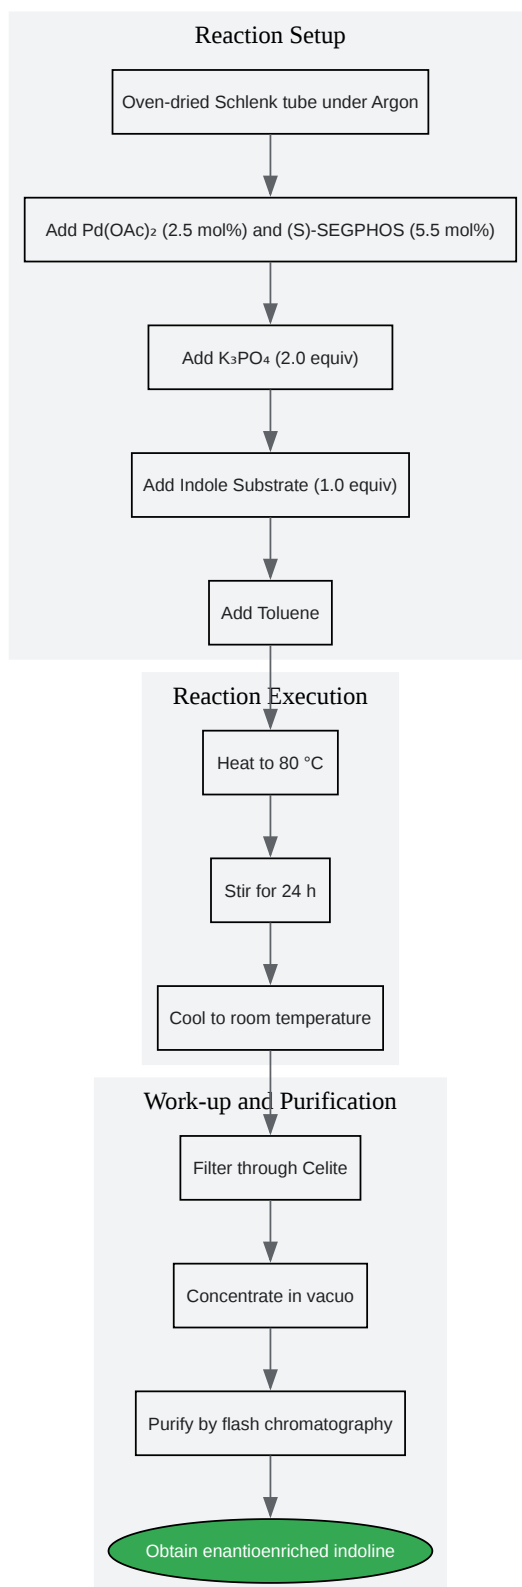 Reaction Setup
Oven-dried Schlenk tube under Argon
Add Pd(OAc)₂ (2.5 mol%) and (S)-SEGPHOS (5.5 mol%)
Add K₃PO₄ (2.0 equiv)
Add Indole Substrate (1.0 equiv)
Add Toluene
Reaction Execution
Heat to 80 °C
Stir for 24 h
Cool to room temperature
Work-up and Purification
Filter through Celite
Concentrate in vacuo
Purify by flash chromatography
Obtain enantioenriched indoline